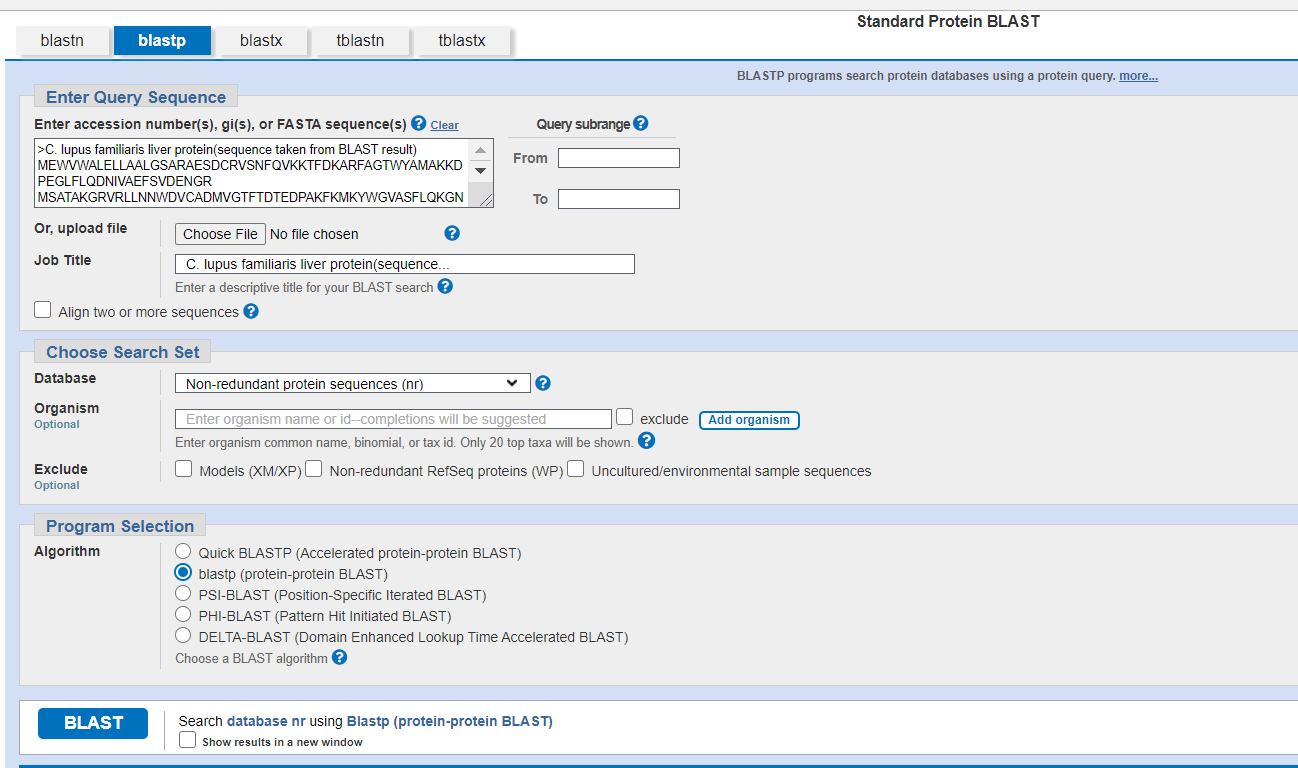 Standard Protein BLAST
blastn blastp blastx tblastn tblastx
BLASTP programs search protein databases using a protein query. more...
Enter Query Sequence
Enter accession number(s), gi(s), or FASTA sequence(s) ? Clear
Query subrange ?
>C. lupus familiaris liver protein(sequence taken from BLAST result)
MEWVWALELLAALGSARAESDCRVSNFQVKKTFDKARFAGTWYAMAKKD
PEGLFLQDNIVAEFSVDENGR
MSATAKGRVRLLNNWDVCADMVGTFTDTEDPAKFKMKYWGVASFLQKGN
From
To
Or, upload file
Choose File No file chosen ?
Job Title
C. lupus familiaris liver protein(sequence...
Enter a descriptive title for your BLAST search ?
Align two or more sequences ?
Choose Search Set
Database
Non-redundant protein sequences (nr) ?
Organism
Optional
Enter organism name or id--completions will be suggested exclude Add organism
Enter organism common name, binomial, or tax id. Only 20 top taxa will be shown. ?
Exclude
Optional
Models (XM/XP) Non-redundant RefSeq proteins (WP) Uncultured/environmental sample sequences
Program Selection
Algorithm
Quick BLASTP (Accelerated protein-protein BLAST)
blastp (protein-protein BLAST)
PSI-BLAST (Position-Specific Iterated BLAST)
PHI-BLAST (Pattern Hit Initiated BLAST)
DELTA-BLAST (Domain Enhanced Lookup Time Accelerated BLAST)
Choose a BLAST algorithm ?
BLAST
Search database nr using Blastp (protein-protein BLAST)
Show results in a new window